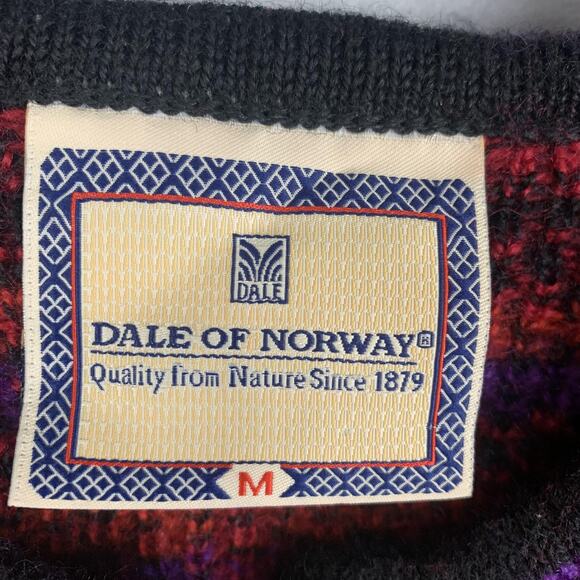 DALE
DALE OF NORWAY®
Quality from Nature Since 1879
M